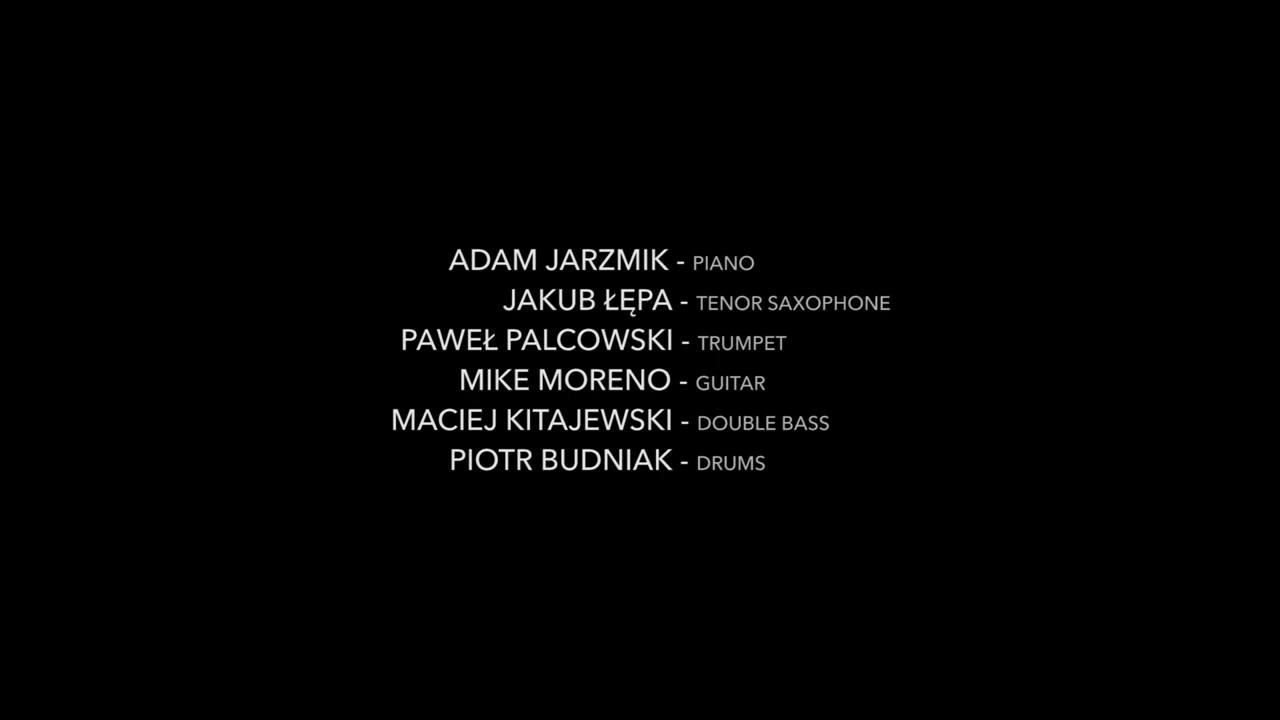 ADAM JARZMIK - PIANO
JAKUB ŁĘPA - TENOR SAXOPHONE
PAWEŁ PALCOWSKI - TRUMPET
MIKE MORENO - GUITAR
MACIEJ KITAJEWSKI - DOUBLE BASS
PIOTR BUDNIAK - DRUMS